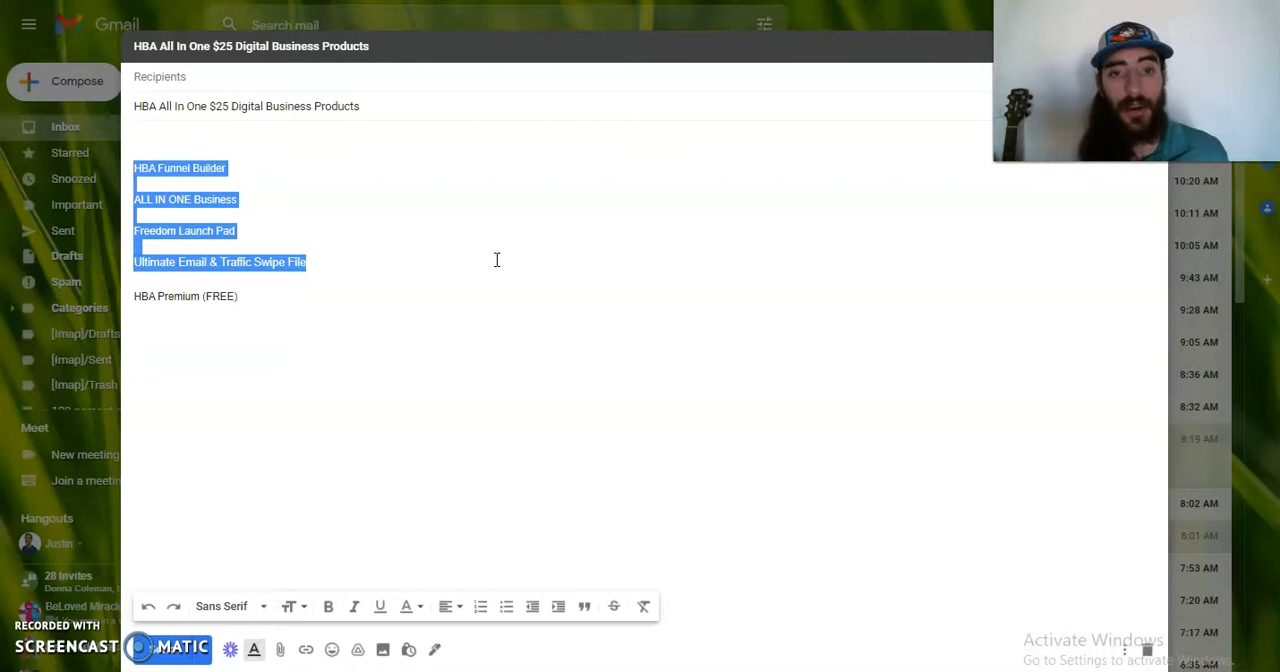 Gmail
Search mail
HBA All In One $25 Digital Business Products
Compose
Recipients
HBA All In One $25 Digital Business Products
Inbox
Starred
Snoozed
Important
Sent
Drafts
Spam
Categories
[Imap]/Drafts
[Imap]/Sent
[Imap]/Trash
HBA Funnel Builder
ALL IN ONE Business
Freedom Launch Pad
Ultimate Email & Traffic Swipe File
HBA Premium (FREE)
10:20 AM
10:11 AM
10:05 AM
9:43 AM
9:28 AM
9:05 AM
8:36 AM
8:32 AM
8:19 AM
8:02 AM
8:01 AM
7:53 AM
7:20 AM
7:17 AM
6:35 AM
Meet
New meeting
Join a meetin
Hangouts
Justin
28 Invites
Donna Coleman,
BeLoved Miracl
Sans Serif
RECORDED WITH
SCREENCAST MATIC
Activate Windows
Go to Settings to activate Windows.